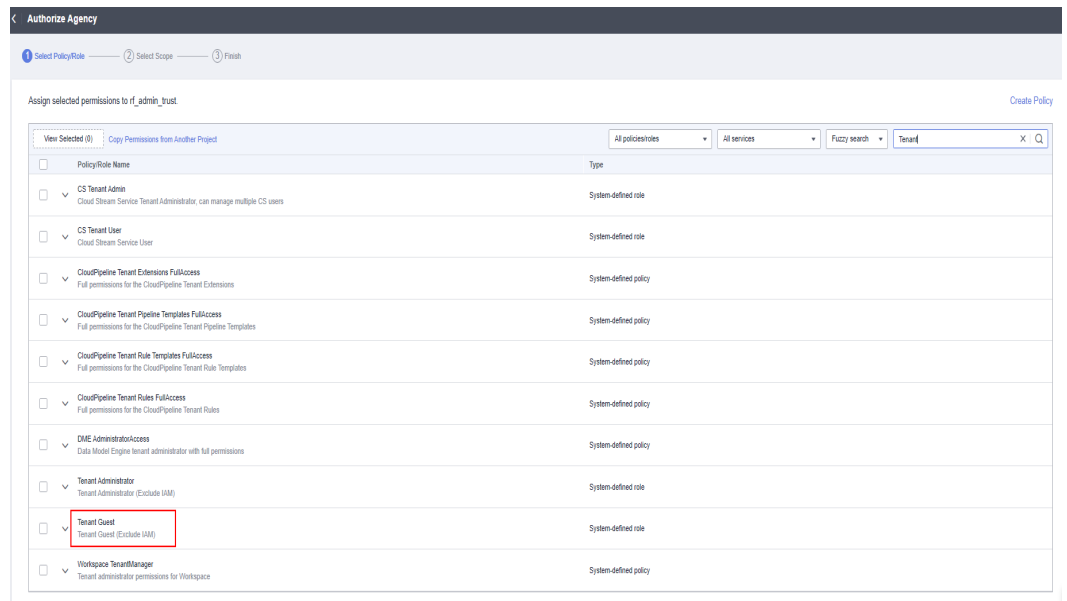 Authorize Agency
1 Select Policy/Role 2 Select Scope 3 Finish
Assign selected permissions to rf_admin_trust. Create Policy
View Selected (0) Copy Permissions from Another Project All policies/roles All services Fuzzy search Tenant X
Policy/Role Name Type
CS Tenant Admin
Cloud Stream Service Tenant Administrator, can manage multiple CS users
System-defined role
CS Tenant User
Cloud Stream Service User
System-defined role
CloudPipeline Tenant Extensions FullAccess
Full permissions for the CloudPipeline Tenant Extensions
System-defined policy
CloudPipeline Tenant Pipeline Templates FullAccess
Full permissions for the CloudPipeline Tenant Pipeline Templates
System-defined policy
CloudPipeline Tenant Rule Templates FullAccess
Full permissions for the CloudPipeline Tenant Rule Templates
System-defined policy
CloudPipeline Tenant Rules FullAccess
Full permissions for the CloudPipeline Tenant Rules
System-defined policy
DME AdministratorAccess
Data Model Engine tenant administrator with full permissions
System-defined policy
Tenant Administrator
Tenant Administrator (Exclude IAM)
System-defined role
Tenant Guest
Tenant Guest (Exclude IAM)
System-defined role
Workspace TenantManager
Tenant administrator permissions for Workspace
System-defined policy